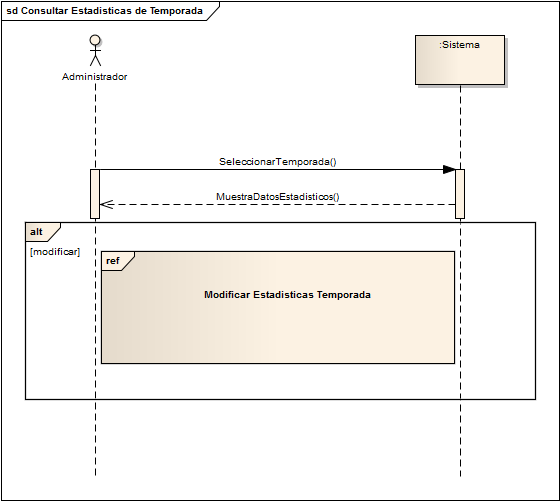 sd Consultar Estadisticas de Temporada
Administrador
:Sistema
SeleccionarTemporada()
MuestraDatosEstadisticos()
alt
[modificar]
ref
Modificar Estadisticas Temporada